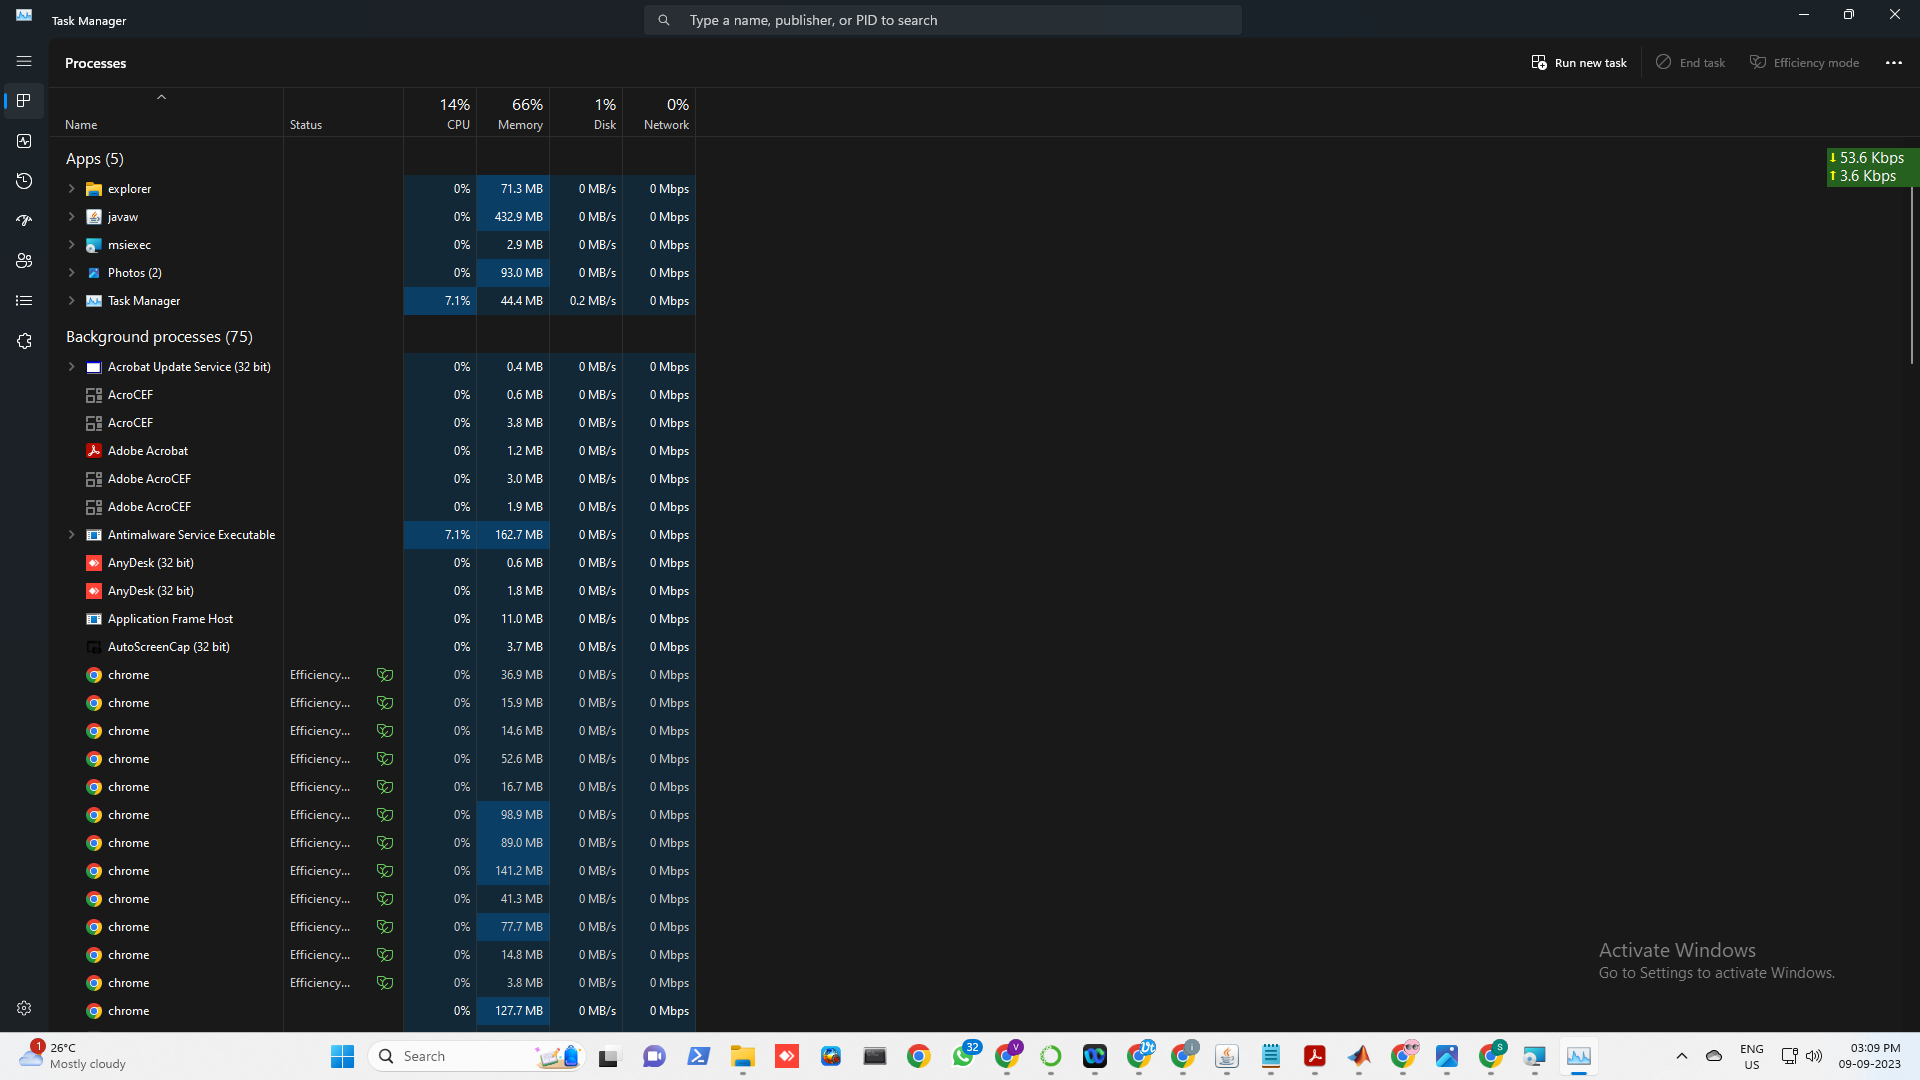 Task Manager
Type a name, publisher, or PID to search
Processes
Run new task
End task
Efficiency mode
14% 66% 1% 0%
Name Status CPU Memory Disk Network
53.6 Kbps
3.6 Kbps
Apps (5)
explorer 0% 71.3 MB 0 MB/s 0 Mbps
javaw 0% 432.9 MB 0 MB/s 0 Mbps
msiexec 0% 2.9 MB 0 MB/s 0 Mbps
Photos (2) 0% 93.0 MB 0 MB/s 0 Mbps
Task Manager 7.1% 44.4 MB 0.2 MB/s 0 Mbps
Background processes (75)
Acrobat Update Service (32 bit) 0% 0.4 MB 0 MB/s 0 Mbps
AcroCEF 0% 0.6 MB 0 MB/s 0 Mbps
AcroCEF 0% 3.8 MB 0 MB/s 0 Mbps
Adobe Acrobat 0% 1.2 MB 0 MB/s 0 Mbps
Adobe AcroCEF 0% 3.0 MB 0 MB/s 0 Mbps
Adobe AcroCEF 0% 1.9 MB 0 MB/s 0 Mbps
Antimalware Service Executable 7.1% 162.7 MB 0 MB/s 0 Mbps
AnyDesk (32 bit) 0% 0.6 MB 0 MB/s 0 Mbps
AnyDesk (32 bit) 0% 1.8 MB 0 MB/s 0 Mbps
Application Frame Host 0% 11.0 MB 0 MB/s 0 Mbps
AutoScreenCap (32 bit) 0% 3.7 MB 0 MB/s 0 Mbps
chrome Efficiency... 0% 36.9 MB 0 MB/s 0 Mbps
chrome Efficiency... 0% 15.9 MB 0 MB/s 0 Mbps
chrome Efficiency... 0% 14.6 MB 0 MB/s 0 Mbps
chrome Efficiency... 0% 52.6 MB 0 MB/s 0 Mbps
chrome Efficiency... 0% 16.7 MB 0 MB/s 0 Mbps
chrome Efficiency... 0% 98.9 MB 0 MB/s 0 Mbps
chrome Efficiency... 0% 89.0 MB 0 MB/s 0 Mbps
chrome Efficiency... 0% 141.2 MB 0 MB/s 0 Mbps
chrome Efficiency... 0% 41.3 MB 0 MB/s 0 Mbps
chrome Efficiency... 0% 77.7 MB 0 MB/s 0 Mbps
chrome Efficiency... 0% 14.8 MB 0 MB/s 0 Mbps
chrome Efficiency... 0% 3.8 MB 0 MB/s 0 Mbps
chrome 0% 127.7 MB 0 MB/s 0 Mbps
Activate Windows
Go to Settings to activate Windows.
1
26°C
Mostly cloudy
Search
32
V
S
ENG
US
03:09 PM
09-09-2023